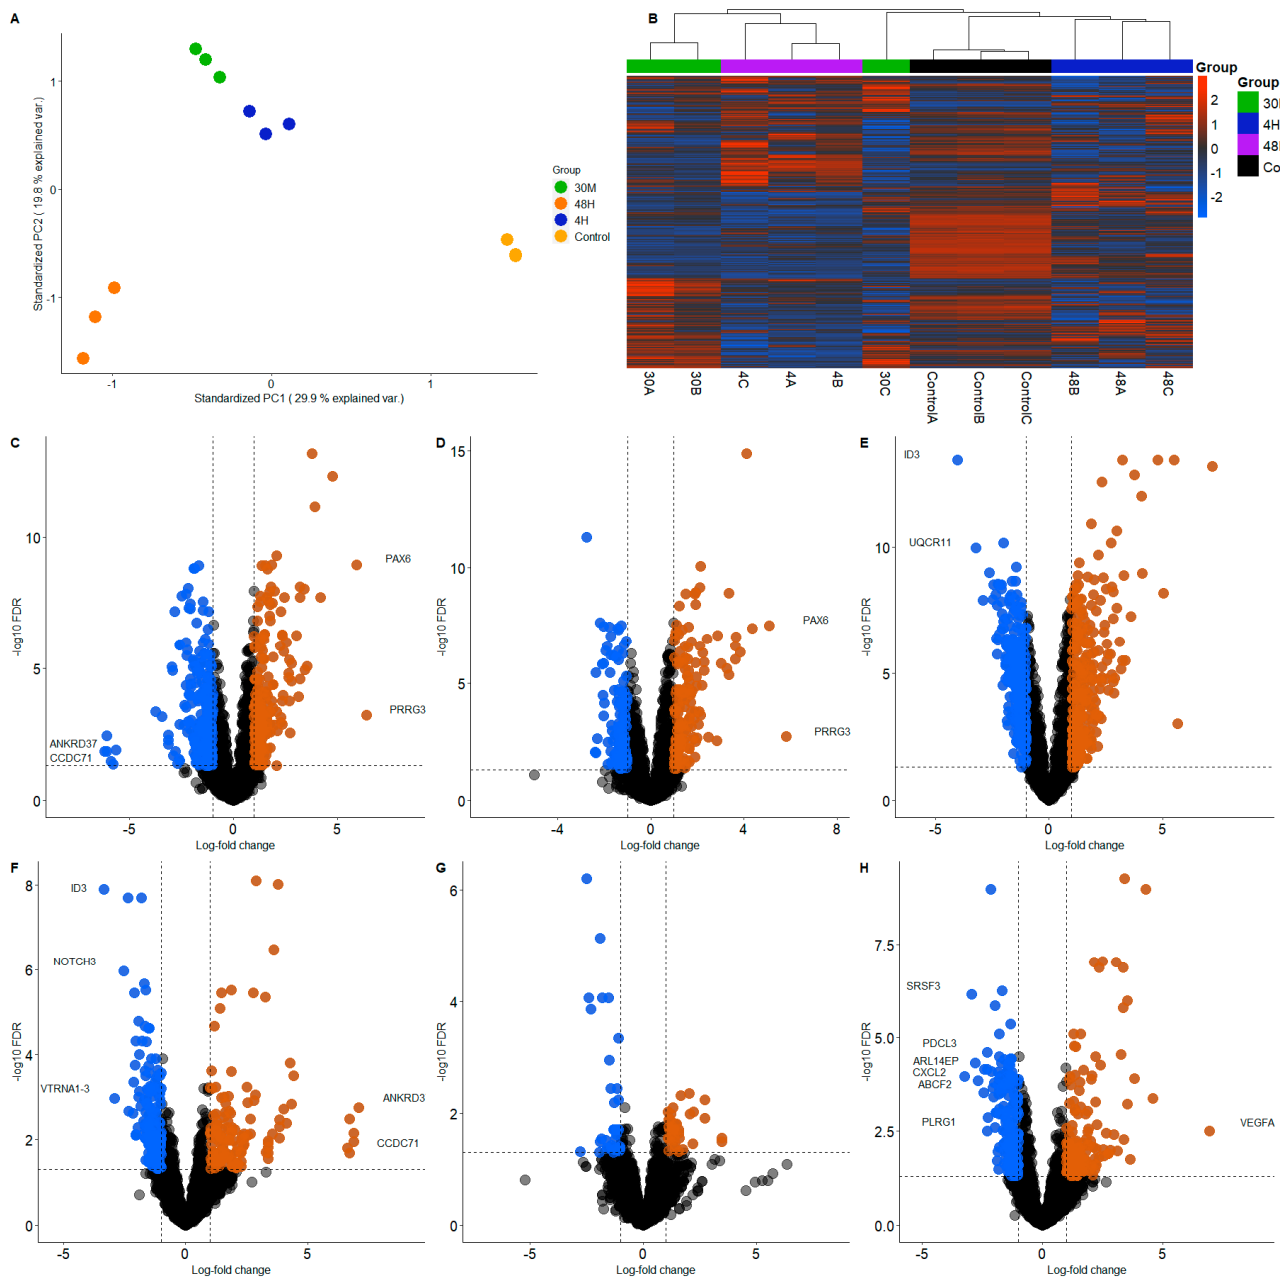 A
1
0
-1
-1
0
1
Standardized PC2 ( 19.8 % explained var.)
Standardized PC1 ( 29.9 % explained var.)
Group
30M
48H
4H
Control
B
30A
30B
4C
4A
4B
30C
ControlA
ControlB
ControlC
48B
48A
48C
Group
2
1
0
-1
-2
Group
4H
C
10
5
0
-5
0
5
-log10 FDR
Log-fold change
PAX6
PRRG3
ANKRD37
CCDC71
D
15
10
5
0
-4
0
4
8
-log10 FDR
Log-fold change
PAX6
PRRG3
E
10
5
0
-5
0
5
-log10 FDR
Log-fold change
ID3
UQCR11
F
8
6
4
2
0
-5
0
5
-log10 FDR
Log-fold change
ID3
NOTCH3
VTRNA1-3
ANKRD3
CCDC71
G
6
4
2
0
-5
0
5
-log10 FDR
Log-fold change
H
7.5
5.0
2.5
0.0
-5
0
5
-log10 FDR
Log-fold change
SRSF3
PDCL3
ARL14EP
CXCL2
ABCF2
PLRG1
VEGFA